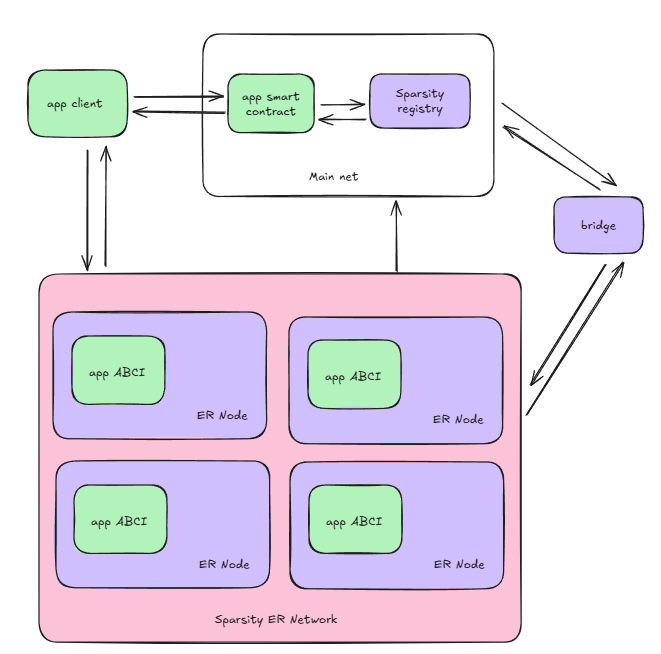 app client
app smart
contract
Sparsity
registry
Main net
bridge
app ABCI
ER Node
app ABCI
ER Node
app ABCI
ER Node
app ABCI
ER Node
Sparsity ER Network